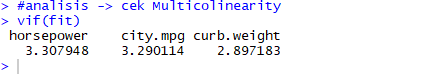 > #analisis -> cek Multicolinearity
> vif(fit)
horsepower city.mpg curb.weight
3.307948 3.290114 2.897183
>